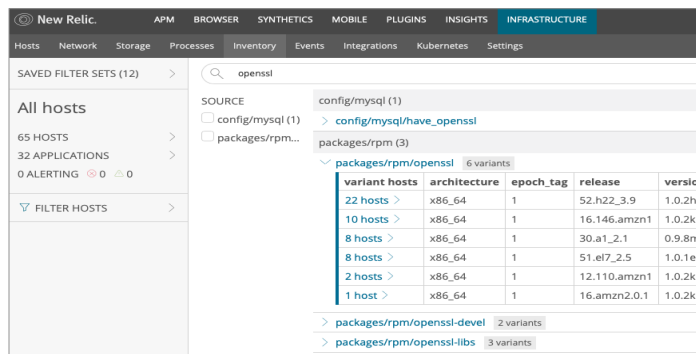 New Relic. APM BROWSER SYNTHETICS MOBILE PLUGINS INSIGHTS INFRASTRUCTURE
Hosts Network Storage Processes Inventory Events Integrations Kubernetes Settings
SAVED FILTER SETS (12)
All hosts
65 HOSTS
32 APPLICATIONS
0 ALERTING 0 0
FILTER HOSTS
openssl
SOURCE
config/mysql (1)
packages/rpm...
config/mysql (1)
config/mysql/have_openssl
packages/rpm (3)
packages/rpm/openssl 6 variants
variant hosts architecture epoch_tag release versio
22 hosts x86_64 1 52.h22_3.9 1.0.2h
10 hosts x86_64 1 16.146.amzn1 1.0.2k
8 hosts x86_64 1 30.a1_2.1 0.9.8m
8 hosts x86_64 1 51.el7_2.5 1.0.1e
2 hosts x86_64 1 12.110.amzn1 1.0.2k
1 host x86_64 1 16.amzn2.0.1 1.0.2k
packages/rpm/openssl-devel 2 variants
packages/rpm/openssl-libs 3 variants